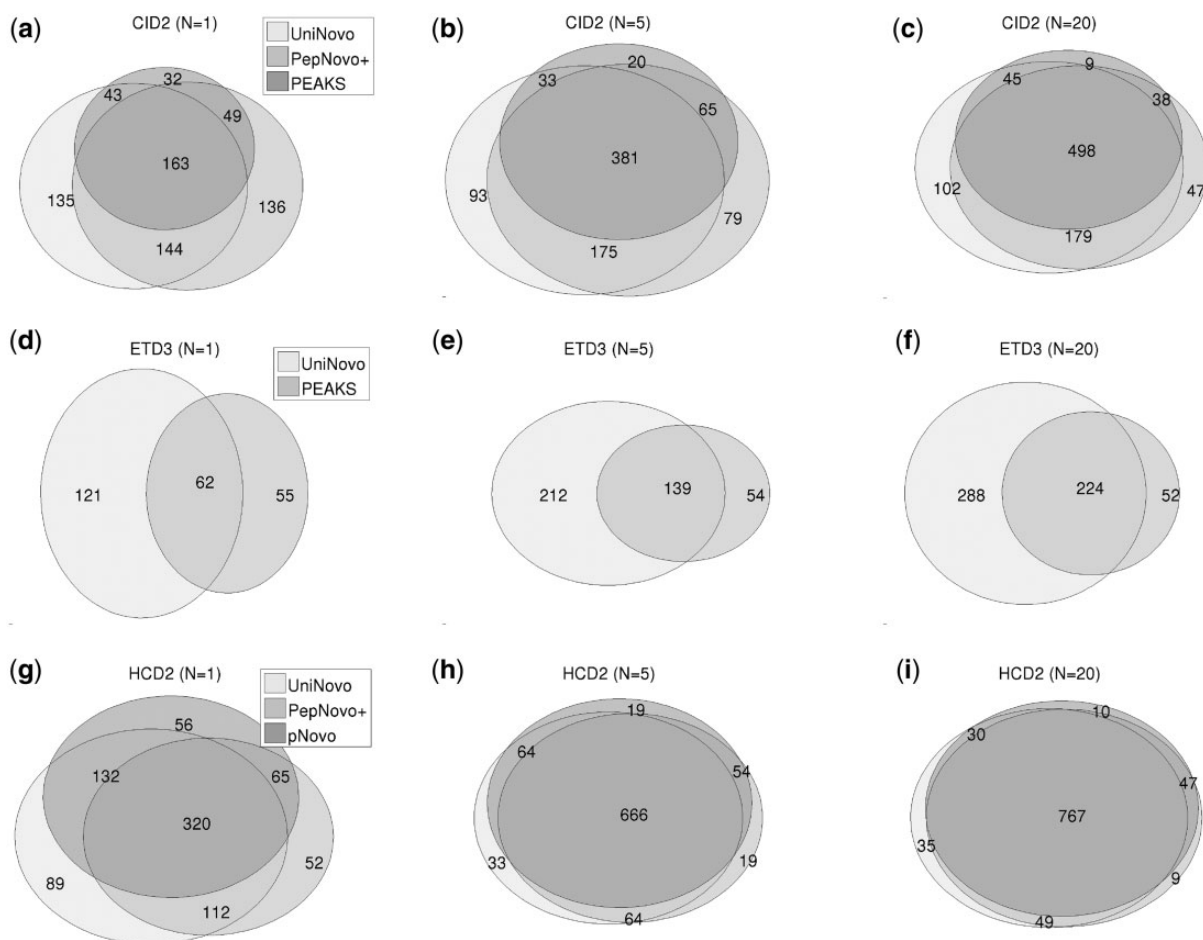 (a)
CID2 (N=1)
UniNovo
PepNovo+
PEAKS
32
43
49
163
135
136
144
(b)
CID2 (N=5)
20
33
65
381
93
79
175
(c)
CID2 (N=20)
9
45
38
498
102
47
179
(d)
ETD3 (N=1)
UniNovo
PEAKS
121
62
55
(e)
ETD3 (N=5)
212
139
54
(f)
ETD3 (N=20)
288
224
52
(g)
HCD2 (N=1)
UniNovo
PepNovo+
pNovo
56
132
65
320
52
89
112
(h)
HCD2 (N=5)
19
64
54
666
33
19
64
(i)
HCD2 (N=20)
10
30
47
767
35
9
49